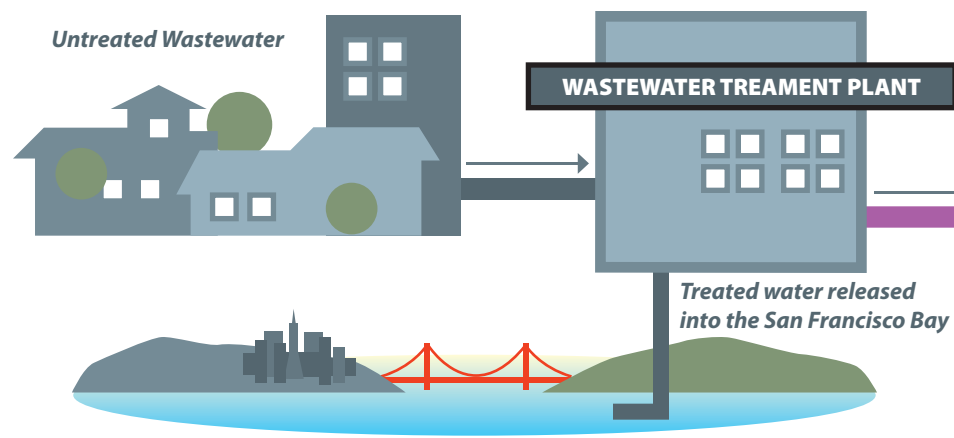 Untreated Wastewater
WASTEWATER TREAMENT PLANT
Treated water released
into the San Francisco Bay